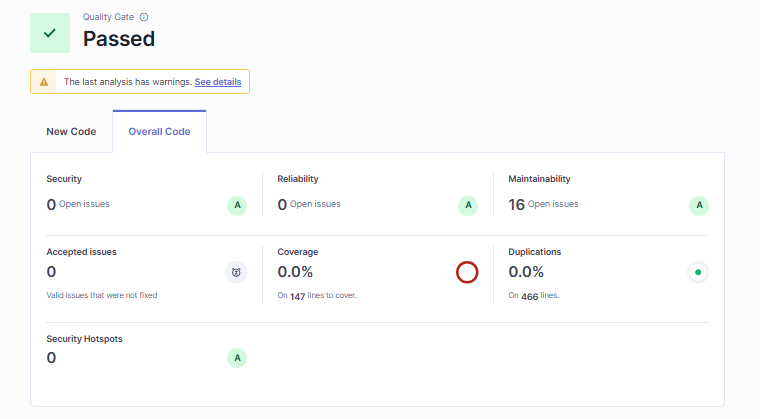 Quality Gate
Passed
The last analysis has warnings. See details
New Code
Overall Code
Security
0 Open issues
A
Reliability
0 Open issues
A
Maintainability
16 Open issues
A
Accepted issues
0
Valid issues that were not fixed
Coverage
0.0%
On 147 lines to cover.
Duplications
0.0%
On 466 lines.
Security Hotspots
0
A